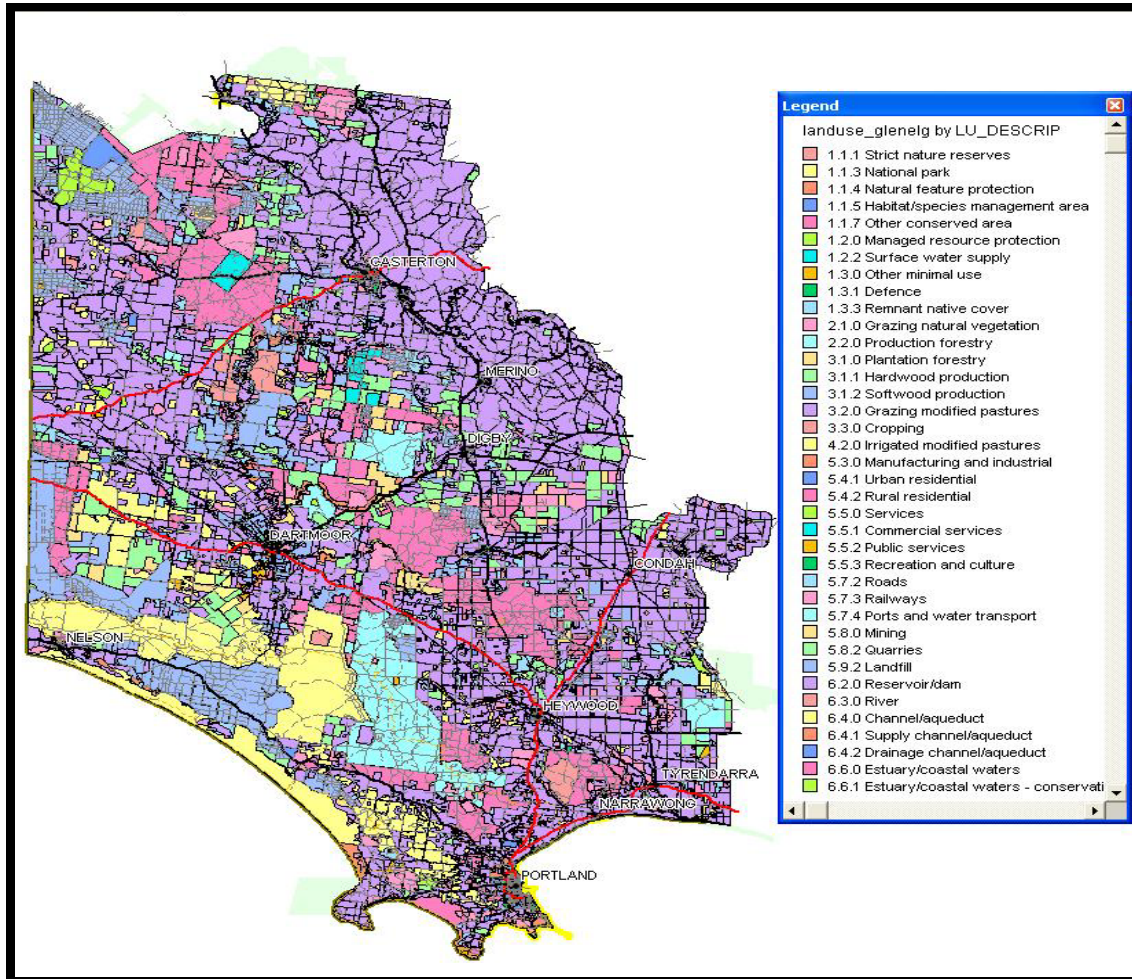 CASTERTON
MERINO
DIGBY
DARTMOOR
CONDAH
NELSON
HEYWOOD
TYRENDARRA
NARRAWONG
PORTLAND
Legend
landuse_glenelg by LU_DESCRIP
1.1.1 Strict nature reserves
1.1.3 National park
1.1.4 Natural feature protection
1.1.5 Habitat/species management area
1.1.7 Other conserved area
1.2.0 Managed resource protection
1.2.2 Surface water supply
1.3.0 Other minimal use
1.3.1 Defence
1.3.3 Remnant native cover
2.1.0 Grazing natural vegetation
2.2.0 Production forestry
3.1.0 Plantation forestry
3.1.1 Hardwood production
3.1.2 Softwood production
3.2.0 Grazing modified pastures
3.3.0 Cropping
4.2.0 Irrigated modified pastures
5.3.0 Manufacturing and industrial
5.4.1 Urban residential
5.4.2 Rural residential
5.5.0 Services
5.5.1 Commercial services
5.5.2 Public services
5.5.3 Recreation and culture
5.7.2 Roads
5.7.3 Railways
5.7.4 Ports and water transport
5.8.0 Mining
5.8.2 Quarries
5.9.2 Landfill
6.2.0 Reservoir/dam
6.3.0 River
6.4.0 Channel/aqueduct
6.4.1 Supply channel/aqueduct
6.4.2 Drainage channel/aqueduct
6.6.0 Estuary/coastal waters
6.6.1 Estuary/coastal waters - conservati